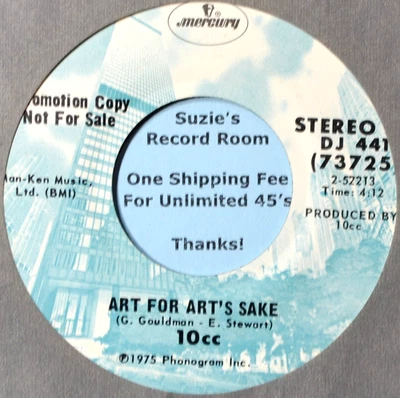 mercury
Promotion Copy
Not For Sale
Man-Ken Music,
Ltd. (BMI)
Suzie's
Record Room
One Shipping Fee
For Unlimited 45's
Thanks!
STEREO
DJ 441
(73725
2-52213
Time: 4:12
PRODUCED BY
10cc
ART FOR ART'S SAKE
(G. Gouldman - E. Stewart)
10cc
℗1975 Phonogram Inc.